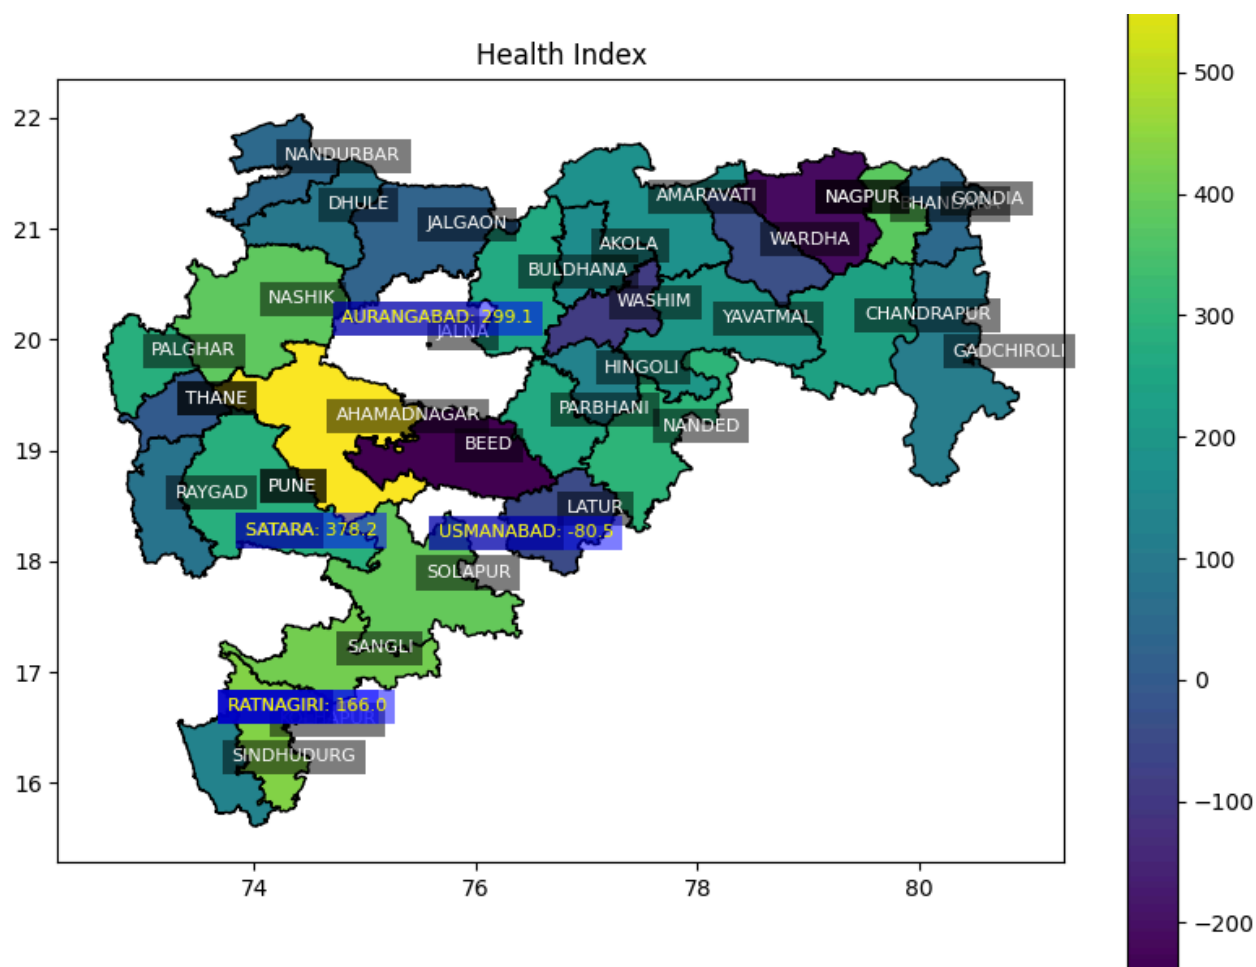 Health Index
500
400
300
200
100
0
−100
−200
22
21
20
19
18
17
16
74
76
78
80
NANDURBAR
DHULE
JALGAON
AMARAVATI
NAGPUR
GONDIA
WARDHA
AKOLA
BULDHANA
WASHIM
NASHIK
AURANGABAD: 299.1
JALNA
YAVATMAL
CHANDRAPUR
GADCHIROLI
PALGHAR
HINGOLI
THANE
AHAMADNAGAR
PARBHANI
NANDED
BEED
RAYGAD
PUNE
LATUR
SATARA: 378.2
USMANABAD: -80.5
SOLAPUR
SANGLI
RATNAGIRI: 166.0
SINDHUDURG